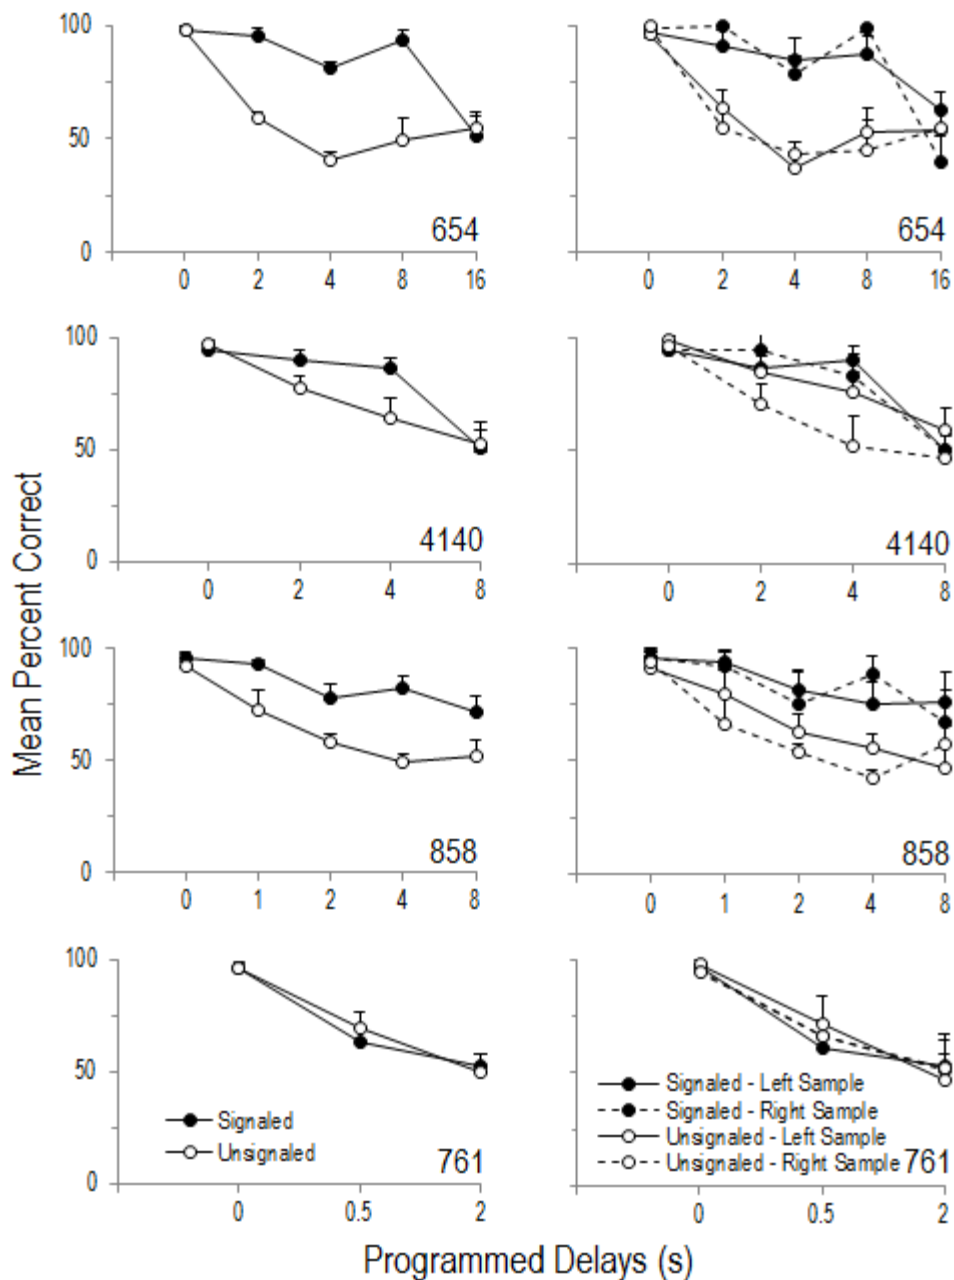 100
50
0
0 2 4 8 16
654
100
50
0
0 2 4 8 16
654
100
50
0
0 2 4 8
4140
100
50
0
0 2 4 8
4140
100
50
0
0 1 2 4 8
858
100
50
0
0 1 2 4 8
858
100
50
0
0 0.5 2
Signaled
Unsignaled
761
100
50
0
0 0.5 2
Signaled - Left Sample
Signaled - Right Sample
Unsignaled - Left Sample
Unsignaled - Right Sample
761
Mean Percent Correct
Programmed Delays (s)